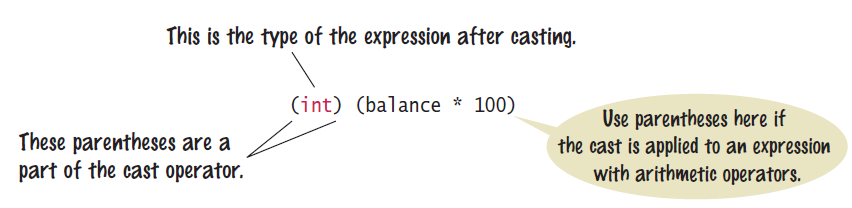 This is the type of the expression after casting.
(int) (balance * 100)
These parentheses are a
part of the cast operator.
Use parentheses here if
the cast is applied to an expression
with arithmetic operators.